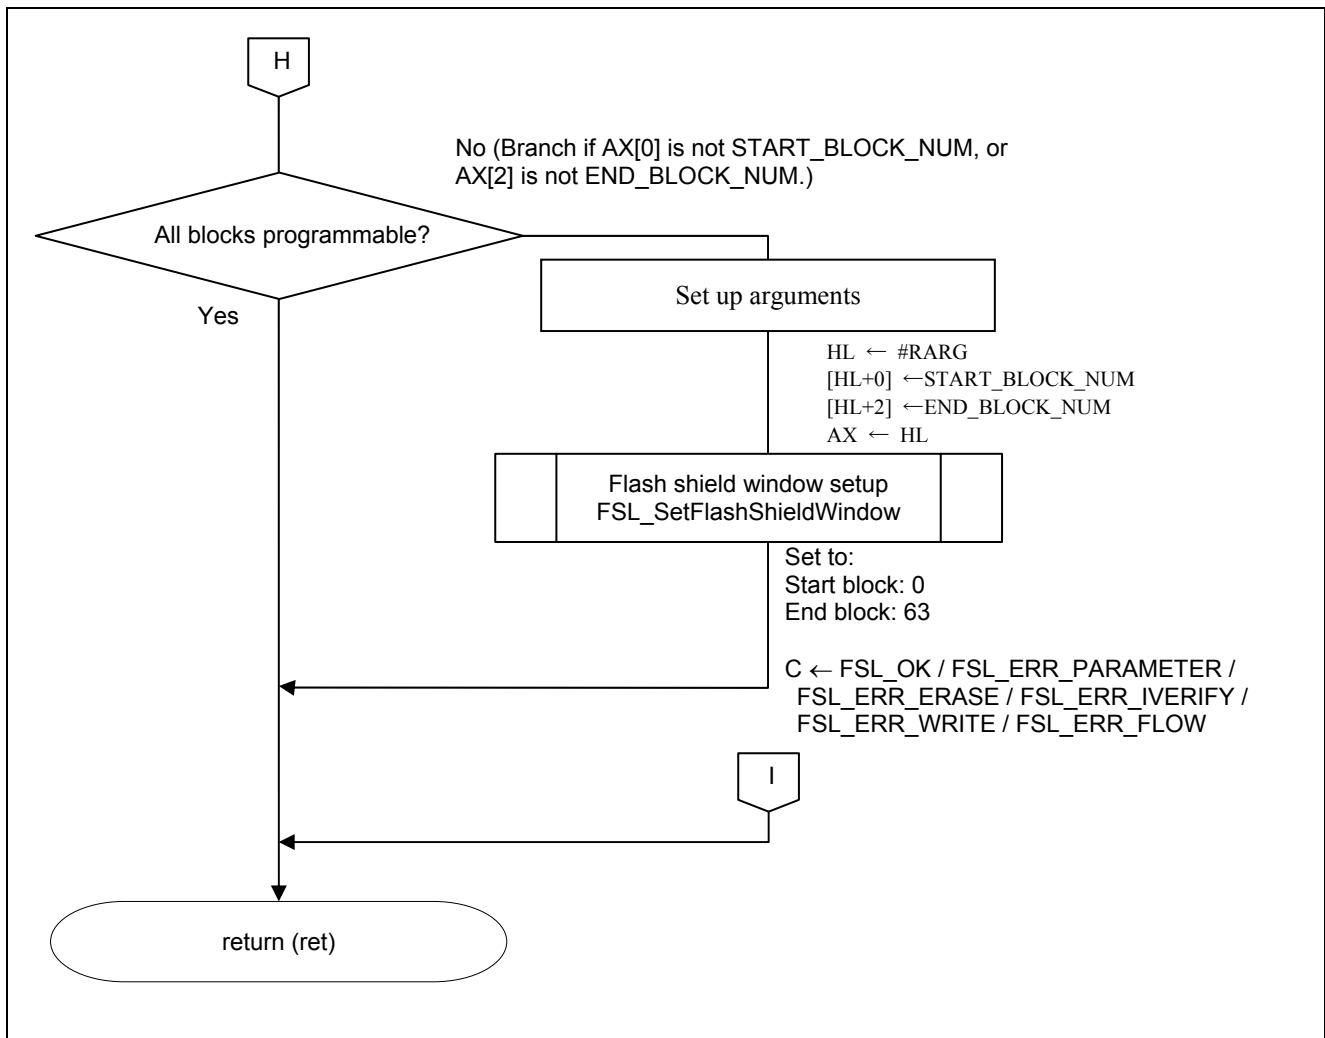 H
No (Branch if AX[0] is not START_BLOCK_NUM, or
AX[2] is not END_BLOCK_NUM.)
All blocks programmable?
Yes
Set up arguments
HL ← #RARG
[HL+0] ←START_BLOCK_NUM
[HL+2] ←END_BLOCK_NUM
AX ← HL
Flash shield window setup
FSL_SetFlashShieldWindow
Set to:
Start block: 0
End block: 63
C ← FSL_OK / FSL_ERR_PARAMETER /
FSL_ERR_ERASE / FSL_ERR_IVERIFY /
FSL_ERR_WRITE / FSL_ERR_FLOW
I
return (ret)